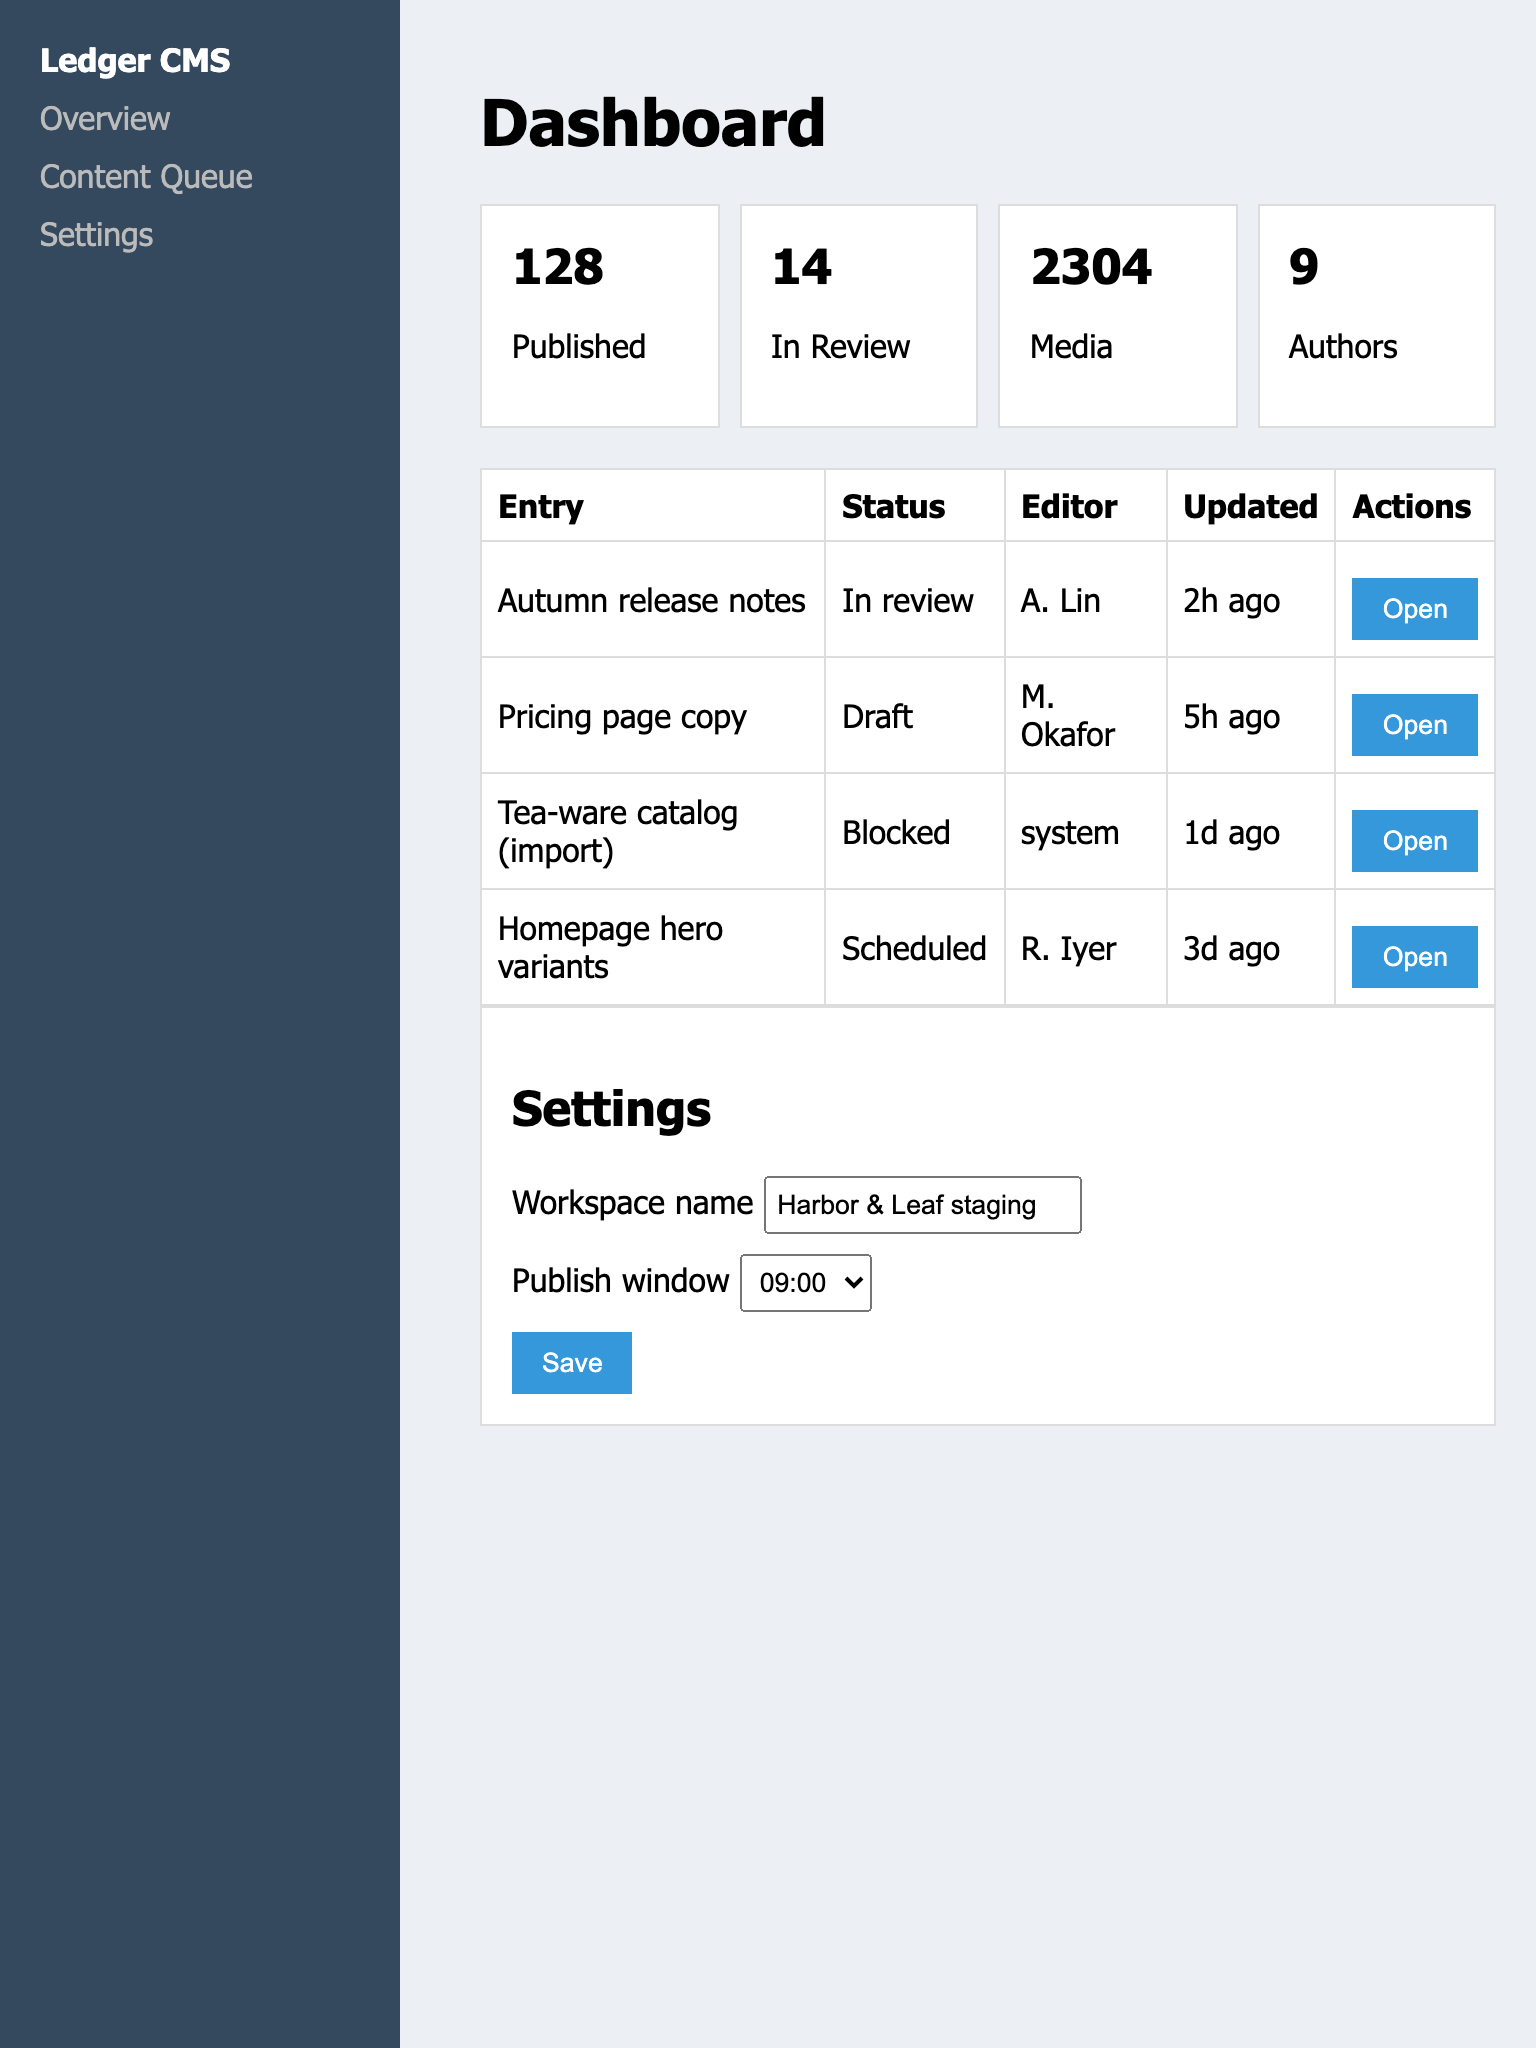 Ledger CMS
Overview
Content Queue
Settings
Dashboard
128
Published
14
In Review
2304
Media
9
Authors
Entry Status Editor Updated Actions
Autumn release notes In review A. Lin 2h ago Open
Pricing page copy Draft M. Okafor 5h ago Open
Tea-ware catalog (import) Blocked system 1d ago Open
Homepage hero variants Scheduled R. Iyer 3d ago Open
Settings
Workspace name Harbor & Leaf staging
Publish window 09:00
Save